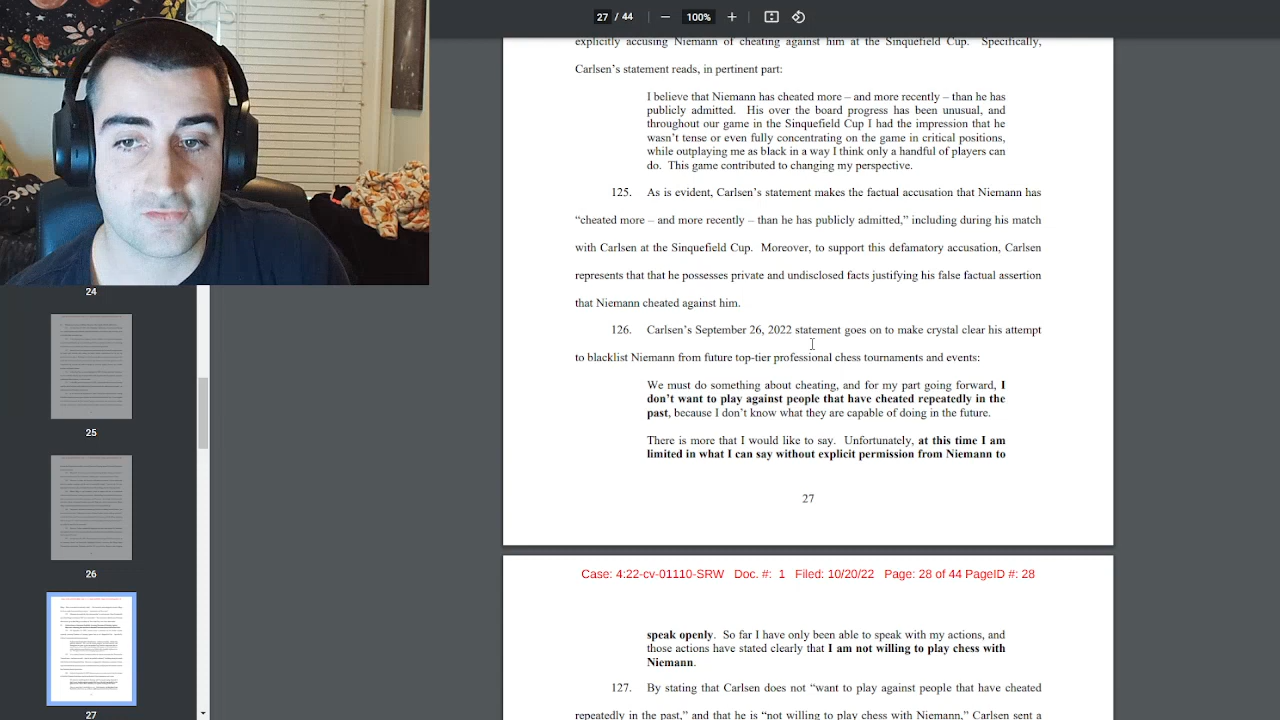 27 / 44
100%
explicitly accusing Niemann of cheating against him at the Sinquefield Cup. Specifically,
Carlsen's statement reads, in pertinent part:
I believe that Niemann has cheated more – and more recently – than he has
publicly admitted. His over the board progress has been unusual, and
throughout our game in the Sinquefield Cup I had the impression that he
wasn't tense or even fully concentrating on the game in critical positions,
while outplaying me as black in a way I think only a handful of players can
do. This game contributed to changing my perspective.
125. As is evident, Carlsen's statement makes the factual accusation that Niemann has
“cheated more – and more recently – than he has publicly admitted,” including during his match
with Carlsen at the Sinquefield Cup. Moreover, to support this defamatory accusation, Carlsen
represents that that he possesses private and undisclosed facts justifying his false factual assertion
that Niemann cheated against him.
126. Carlsen's September 26, 2022 statement goes on to make crystal clear his attempt
to blacklist Niemann from future top-tier professional chess tournaments and events:
We must do something about cheating, and for my part going forward, I
don't want to play against people that have cheated repeatedly in the
past, because I don't know what they are capable of doing in the future.
There is more that I would like to say. Unfortunately, at this time I am
limited in what I can say without explicit permission from Niemann to
27
Case: 4:22-cv-01110-SRW Doc. #: 1 Filed: 10/20/22 Page: 28 of 44 PageID #: 28
speak openly. So far I have only been able to speak with my actions, and
those actions have stated clearly that I am not willing to play chess with
Niemann.
127. By stating that Carlsen does not “want to play against people that have cheated
repeatedly in the past,” and that he is “not willing to play chess with Niemann,” Carlsen sent a
24
25
26
27